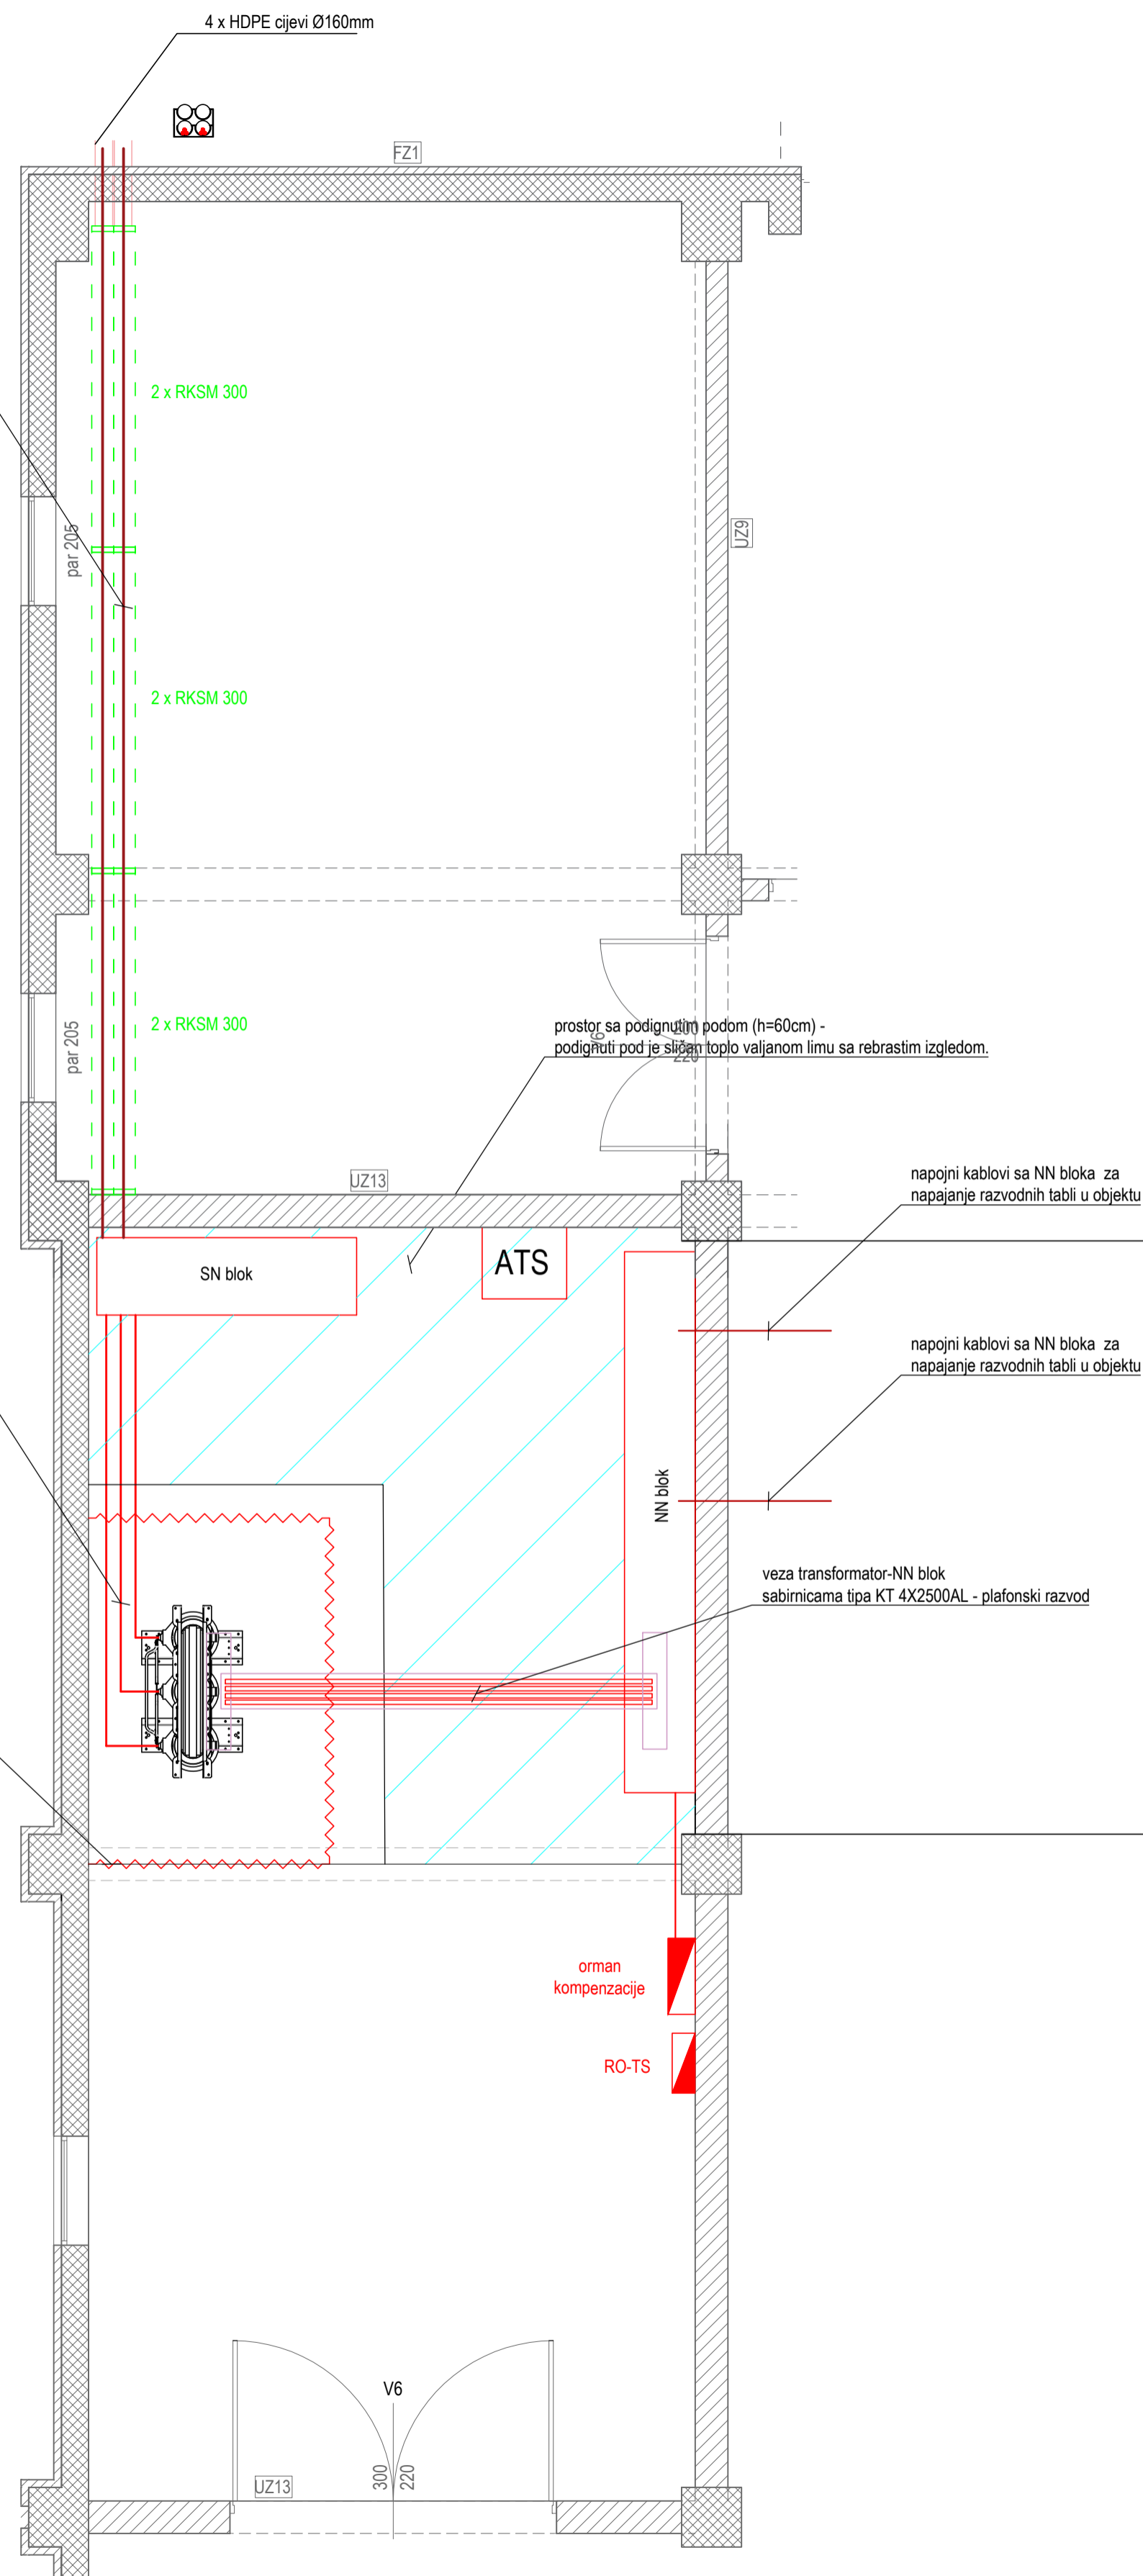 4 x HDPE cijevi Ø160mm
FZ1
2 x RKSM 300
par 205
UZ9
2 x RKSM 300
2 x RKSM 300
par 205
prostor sa podignutim podom (h=60cm) -
podignuti pod je sličan toplo valjanom limu sa rebrastim izgledom.
V6
220
UZ13
napojni kablovi sa NN bloka za
napajanje razvodnih tabli u objektu
SN blok
ATS
napojni kablovi sa NN bloka za
napajanje razvodnih tabli u objektu
NN blok
veza transformator-NN blok
sabirnicama tipa KT 4X2500AL - plafonski razvod
orman
kompenzacije
RO-TS
V6
300
220
UZ13